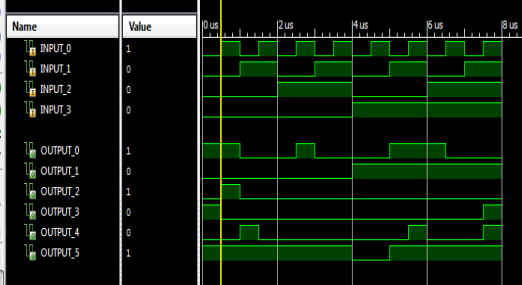 Name Value 0 us 2 us 4 us 6 us 8 us
INPUT_0 1
INPUT_1 0
INPUT_2 0
INPUT_3 0
OUTPUT_0 1
OUTPUT_1 0
OUTPUT_2 1
OUTPUT_3 0
OUTPUT_4 0
OUTPUT_5 1